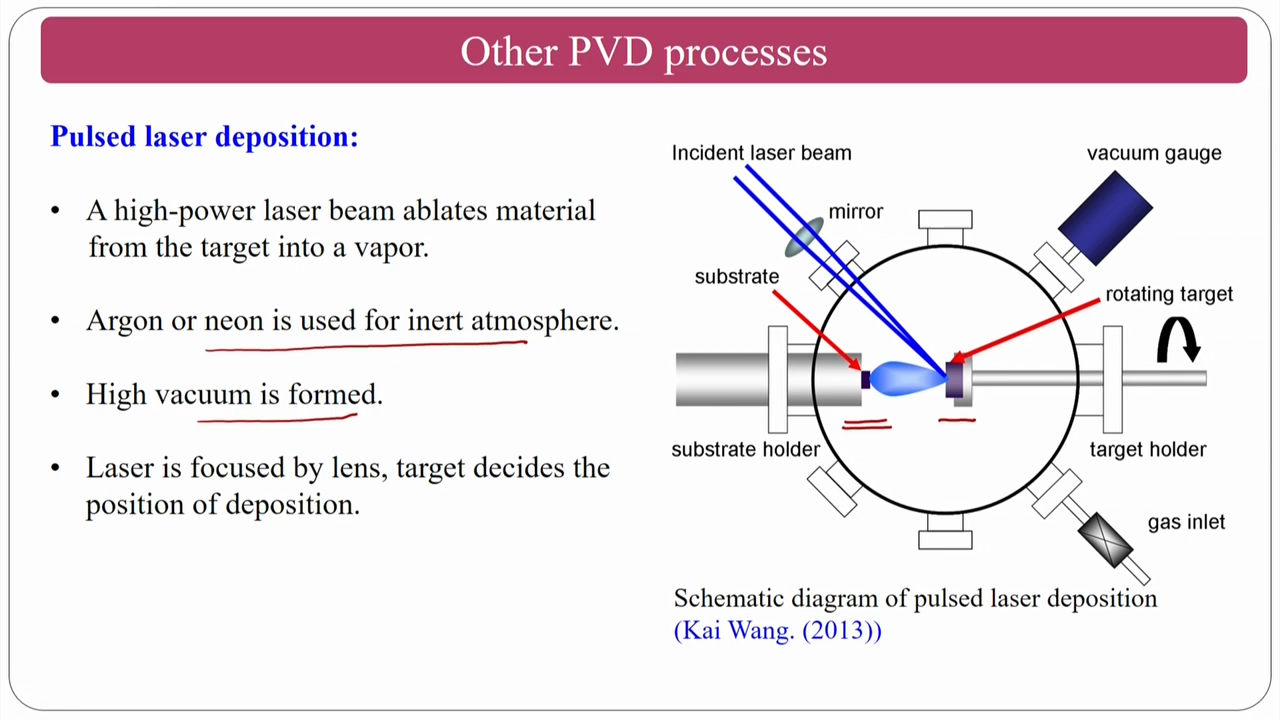 Other PVD processes
Pulsed laser deposition:
• A high-power laser beam ablates material
from the target into a vapor.
• Argon or neon is used for inert atmosphere.
• High vacuum is formed.
• Laser is focused by lens, target decides the
position of deposition.
Incident laser beam
vacuum gauge
mirror
substrate
rotating target
substrate holder
target holder
gas inlet
Schematic diagram of pulsed laser deposition
(Kai Wang. (2013))